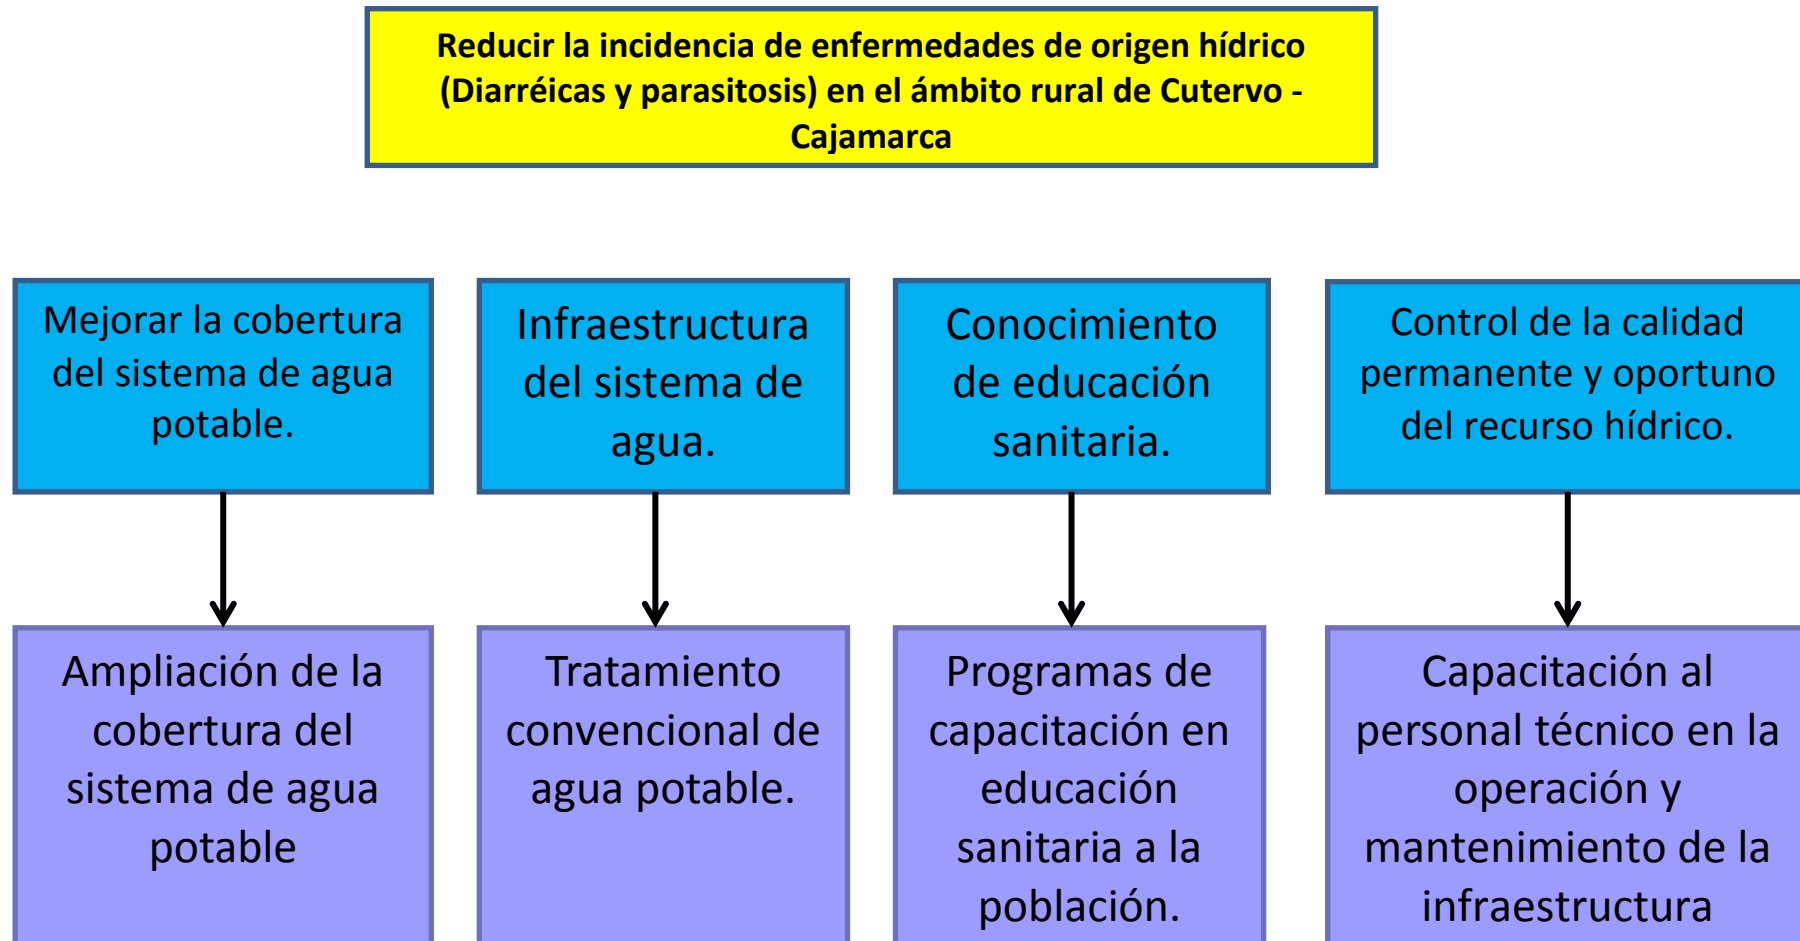 Reducir la incidencia de enfermedades de origen hídrico
(Diarréicas y parasitosis) en el ámbito rural de Cutervo -
Cajamarca
Mejorar la cobertura
del sistema de agua
potable.
Infraestructura
del sistema de
agua.
Conocimiento
de educación
sanitaria.
Control de la calidad
permanente y oportuno
del recurso hídrico.
Ampliación de la
cobertura del
sistema de agua
potable
Tratamiento
convencional de
agua potable.
Programas de
capacitación en
educación
sanitaria a la
población.
Capacitación al
personal técnico en la
operación y
mantenimiento de la
infraestructura